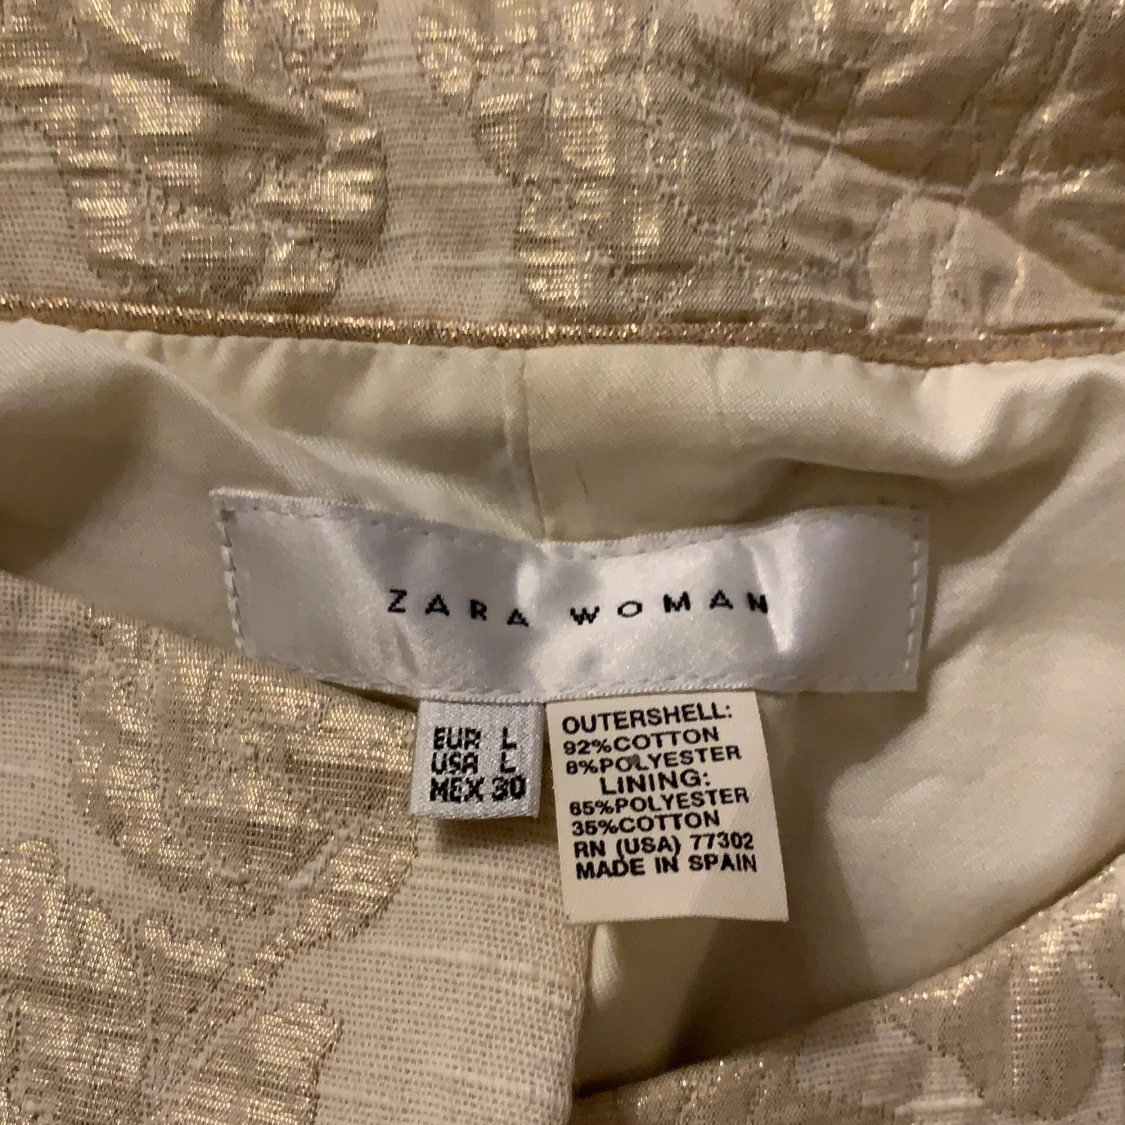 ZARA WOMAN
EUR L
USA L
MEX 30
OUTERSHELL:
92%COTTON
8%POLYESTER
LINING:
65%POLYESTER
35%COTTON
RN (USA) 77302
MADE IN SPAIN